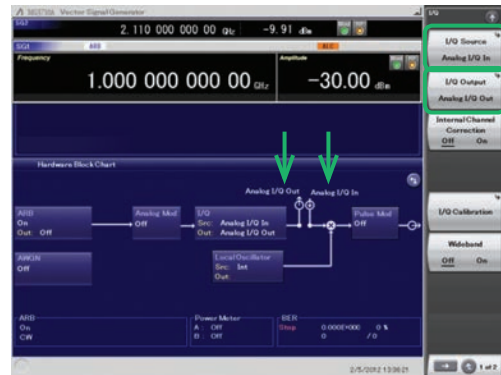 MG3710A Vector Signal Generator
SG2
2. 110 000 000 00 GHz
-9. 91 dBm
SG1
ARB
ALC
Frequency
1.000 000 000 00 GHz
Amplitude
-30.00 dBm
Hardware Block Chart
Analog I/Q Out
Analog I/Q In
ARB
On
Out: Off
Analog Mod
Off
I/Q
Src: Analog I/Q In
Out: Analog I/Q Out
Pulse Mod
Off
AWGN
Off
Local Oscillator
Src: Int
Out:
ARB
On
CW
Power Meter
A : Off
B : Off
BER
Stop 0.000E+000 0 %
0 / 0
2/5/2012 13:36:21
I/Q
I/Q Source
Analog I/Q In
I/Q Output
Analog I/Q Out
Internal Channel
Correction
Off On
I/Q Calibration
Wideband
Off On
1 of 2